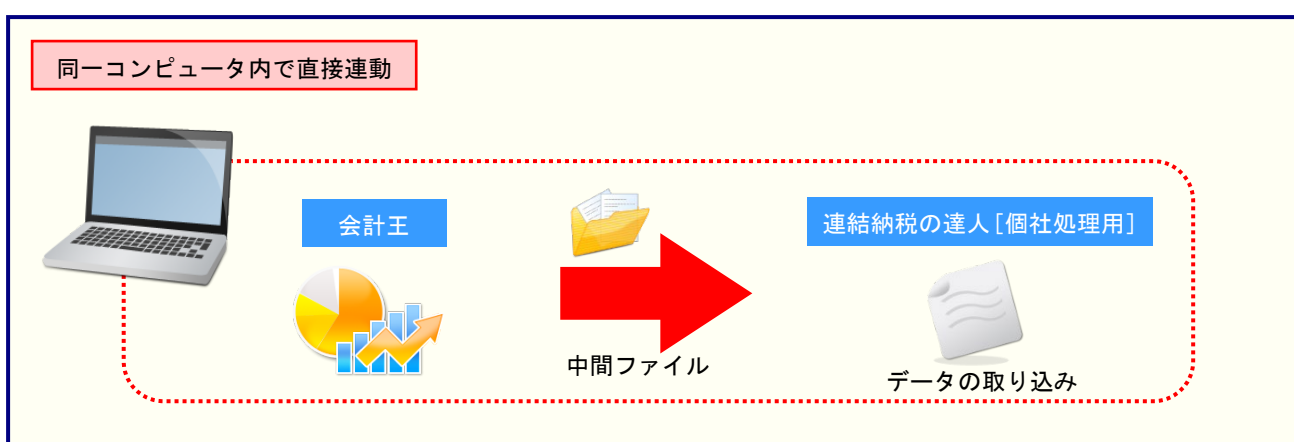 同一コンピュータ内で直接連動
会計王
連結納税の達人[個社処理用]
中間ファイル
データの取り込み